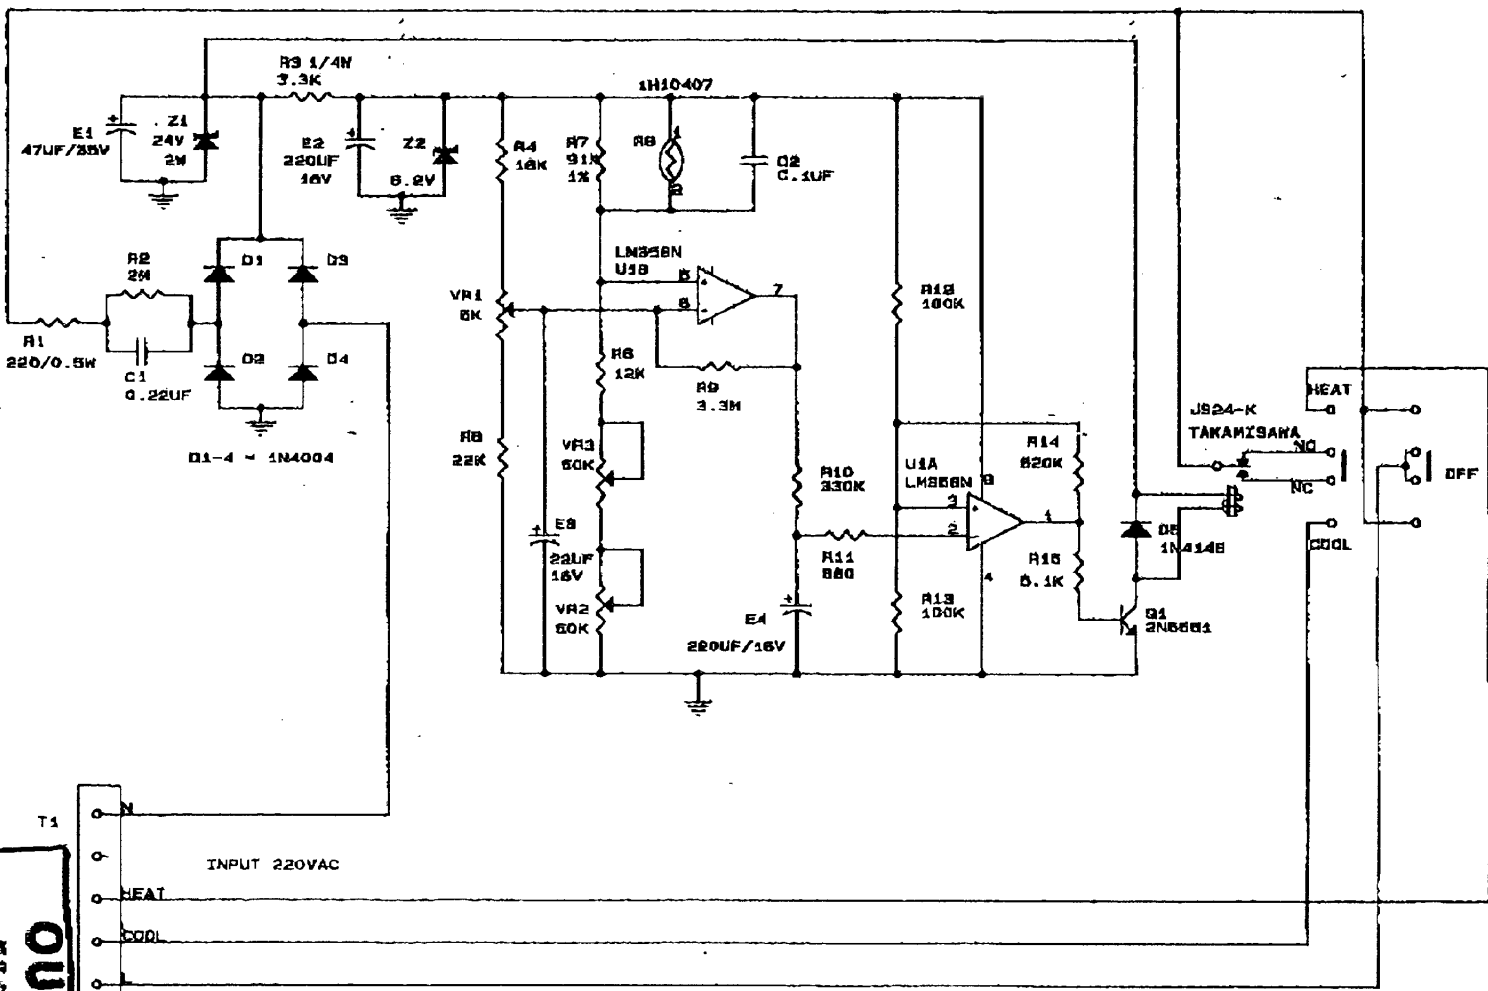 R3 1/4W
3.3K
1H10407
E1
47UF/35V
Z1
24V
2W
E2
220UF
16V
Z2
6.2V
R4
18K
R7
91K
1%
R8
1
2
C2
0.1UF
R2
2M
D1
D3
LM358N
U1B
5
6
7
VR1
5K
R12
100K
R1
220/0.5W
C1
0.22UF
D2
D4
R6
12K
R9
3.3M
HEAT
JS24-K
TAKAMISAWA
NO
NC
OFF
COOL
D1-4 = 1N4004
22K
VR3
50K
R10
330K
U1A
LM358N
8
3
2
1
4
R14
820K
D5
1N4148
E3
22UF
16V
R11
680
R15
5.1K
VR2
50K
E4
220UF/16V
R13
100K
Q1
T1
N
INPUT 220VAC
HEAT
COOL
L